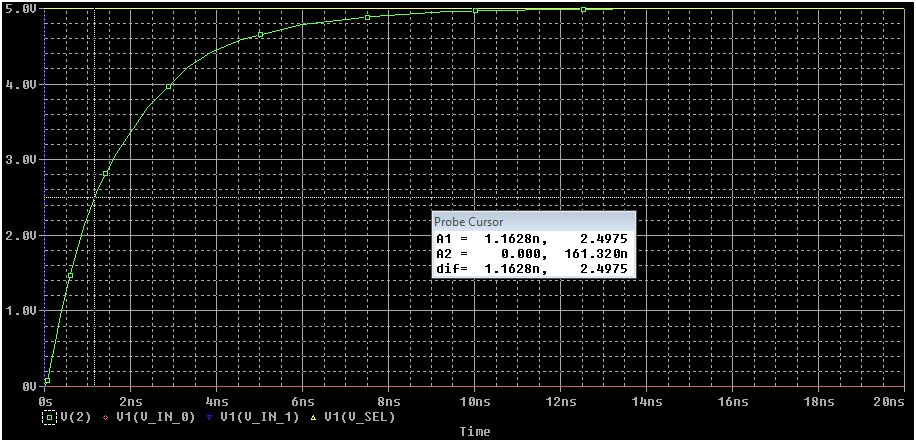 5.0V
4.0V
3.0V
2.0V
1.0V
0V
Probe Cursor
A1 = 1.1628n, 2.4975
A2 = 0.000, 161.320n
dif= 1.1628n, 2.4975
0s 2ns 4ns 6ns 8ns 10ns 12ns 14ns 16ns 18ns 20ns
V(2) V1(V_IN_0) V1(V_IN_1) V1(V_SEL)
Time